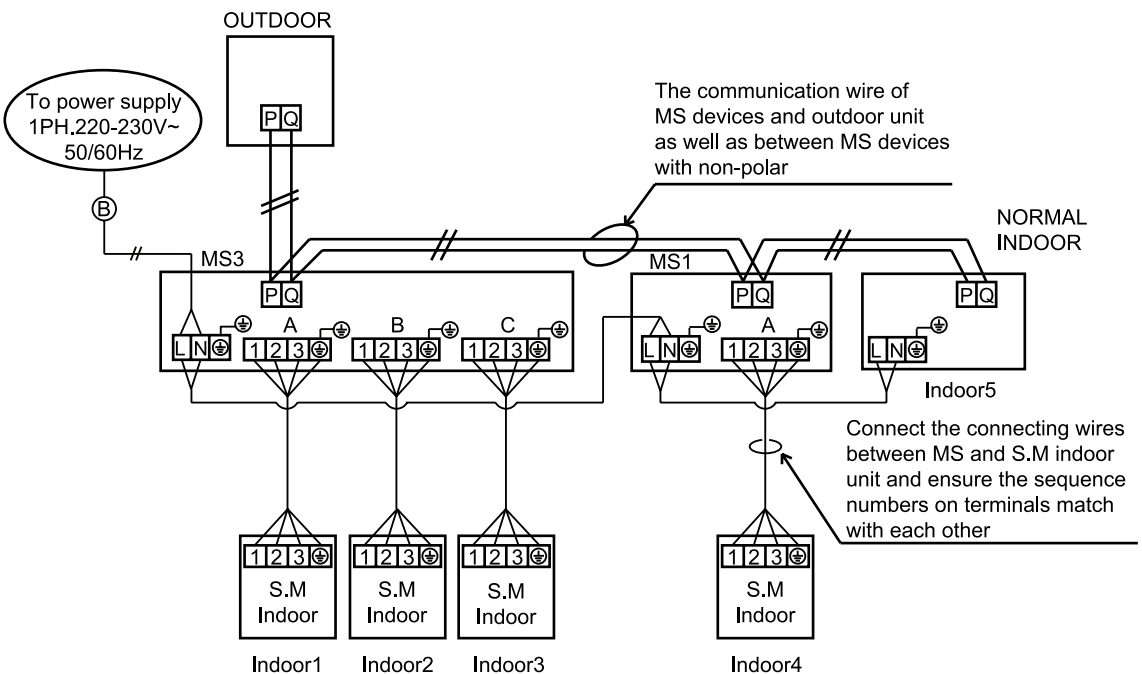 OUTDOOR
To power supply
1PH.220-230V~
50/60Hz
P Q
B
The communication wire of
MS devices and outdoor unit
as well as between MS devices
with non-polar
NORMAL
INDOOR
MS3
MS1
P Q
P Q
P Q
A
B
C
A
L N
1 2 3
1 2 3
1 2 3
L N
1 2 3
L N
Indoor5
Connect the connecting wires
between MS and S.M indoor
unit and ensure the sequence
numbers on terminals match
with each other
1 2 3
1 2 3
1 2 3
1 2 3
S.M
Indoor
S.M
Indoor
S.M
Indoor
S.M
Indoor
Indoor1
Indoor2
Indoor3
Indoor4